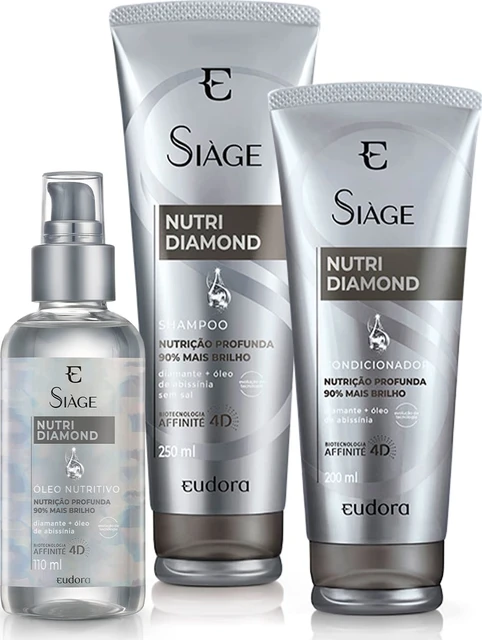 E
SIÀGE
NUTRI
DIAMOND
SHAMPOO
NUTRIÇÃO PROFUNDA
90% MAIS BRILHO
diamante + óleo
de abissínia
sem sal
BIOTECNOLOGIA
AFFINITÉ 4D
250 ml
eudora
E
SIÀGE
NUTRI
DIAMOND
CONDICIONADOR
NUTRIÇÃO PROFUNDA
90% MAIS BRILHO
diamante + óleo
de abissínia
BIOTECNOLOGIA
AFFINITÉ 4D
200 ml
eudora
E
SIÀGE
NUTRI
DIAMOND
ÓLEO NUTRITIVO
NUTRIÇÃO PROFUNDA
90% MAIS BRILHO
diamante + óleo
de abissínia
BIOTECNOLOGIA
AFFINITÉ 4D
110 ml
eudora